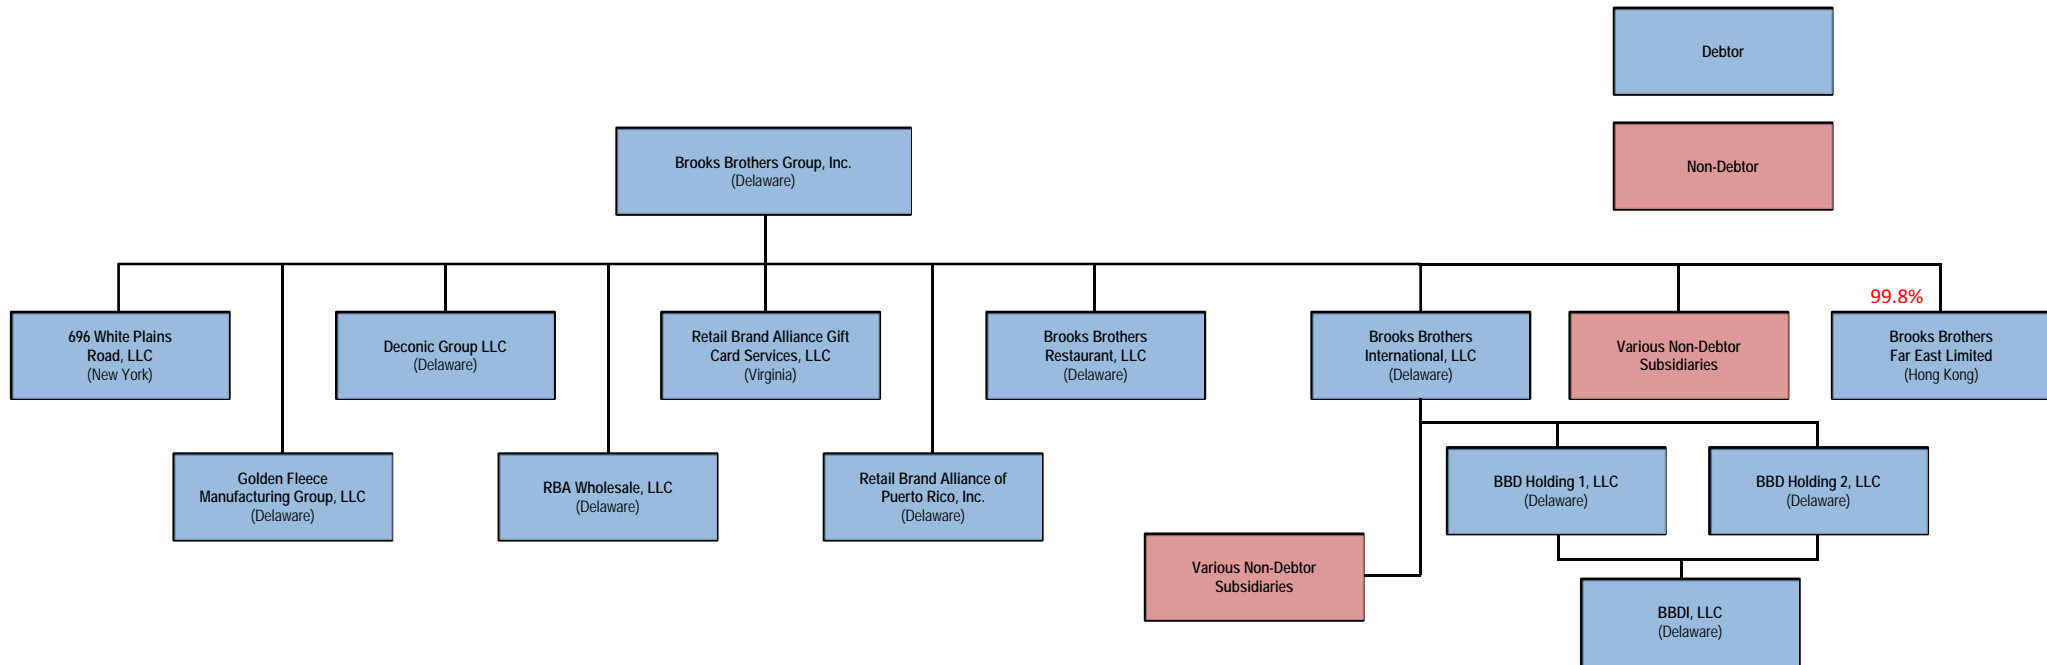 Debtor
Non-Debtor
Brooks Brothers Group, Inc.
(Delaware)
99.8%
696 White Plains
Road, LLC
(New York)
Deconic Group LLC
(Delaware)
Retail Brand Alliance Gift
Card Services, LLC
(Virginia)
Brooks Brothers
Restaurant, LLC
(Delaware)
Brooks Brothers
International, LLC
(Delaware)
Various Non-Debtor
Subsidiaries
Brooks Brothers
Far East Limited
(Hong Kong)
Golden Fleece
Manufacturing Group, LLC
(Delaware)
RBA Wholesale, LLC
(Delaware)
Retail Brand Alliance of
Puerto Rico, Inc.
(Delaware)
BBD Holding 1, LLC
(Delaware)
BBD Holding 2, LLC
(Delaware)
Various Non-Debtor
Subsidiaries
BBDI, LLC
(Delaware)